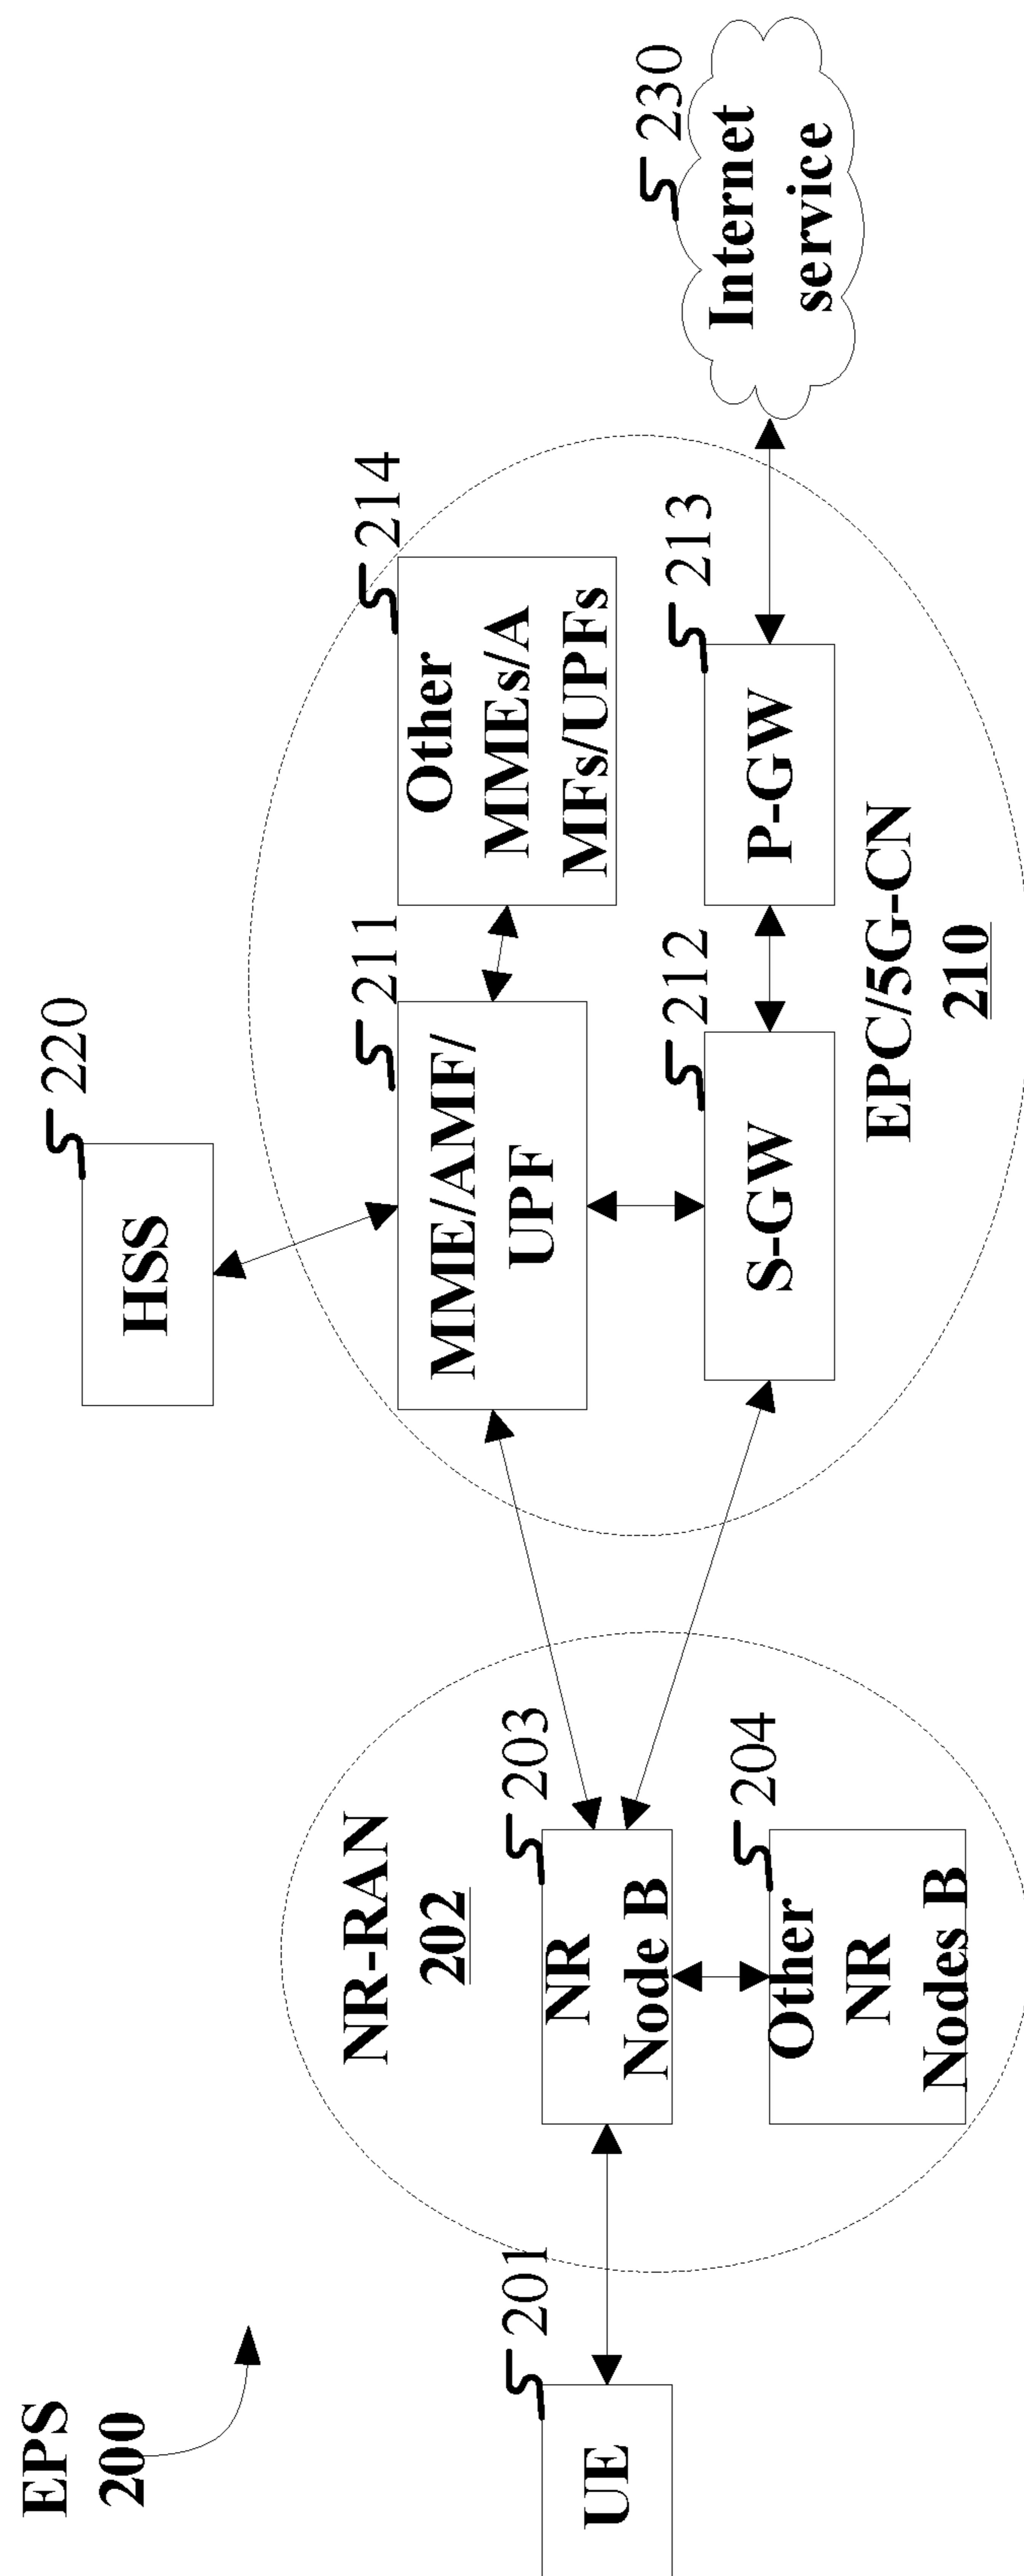 EPS
200
HSS
220
NR-RAN
202
MME/AMF/
UPF
211
Other
MMEs/A
MFs/UPFs
214
UE
201
NR
Node B
203
Other
NR
Nodes B
204
S-GW
212
P-GW
213
EPC/5G-CN
210
Internet
service
230